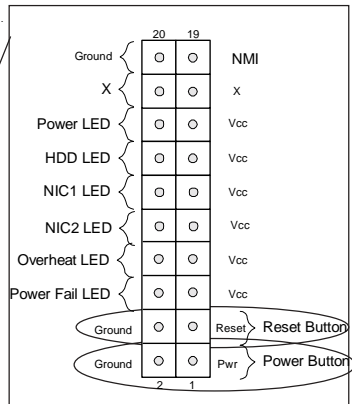 20 19
Ground NMI
X X
Power LED Vcc
HDD LED Vcc
NIC1 LED Vcc
NIC2 LED Vcc
Overheat LED Vcc
Power Fail LED Vcc
Ground Reset Reset Button
Ground Pwr Power Button
2 1